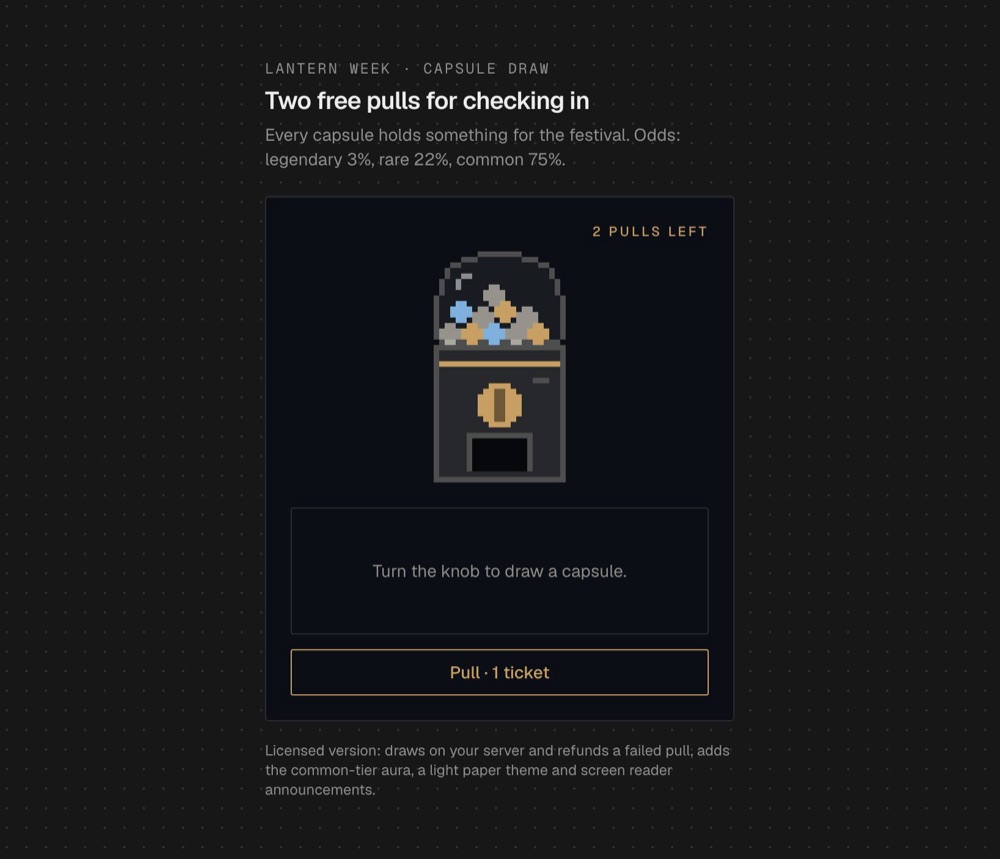 LANTERN WEEK · CAPSULE DRAW
Two free pulls for checking in
Every capsule holds something for the festival. Odds:
legendary 3%, rare 22%, common 75%.
2 PULLS LEFT
Turn the knob to draw a capsule.
Pull · 1 ticket
Licensed version: draws on your server and refunds a failed pull, adds
the common-tier aura, a light paper theme and screen reader
announcements.